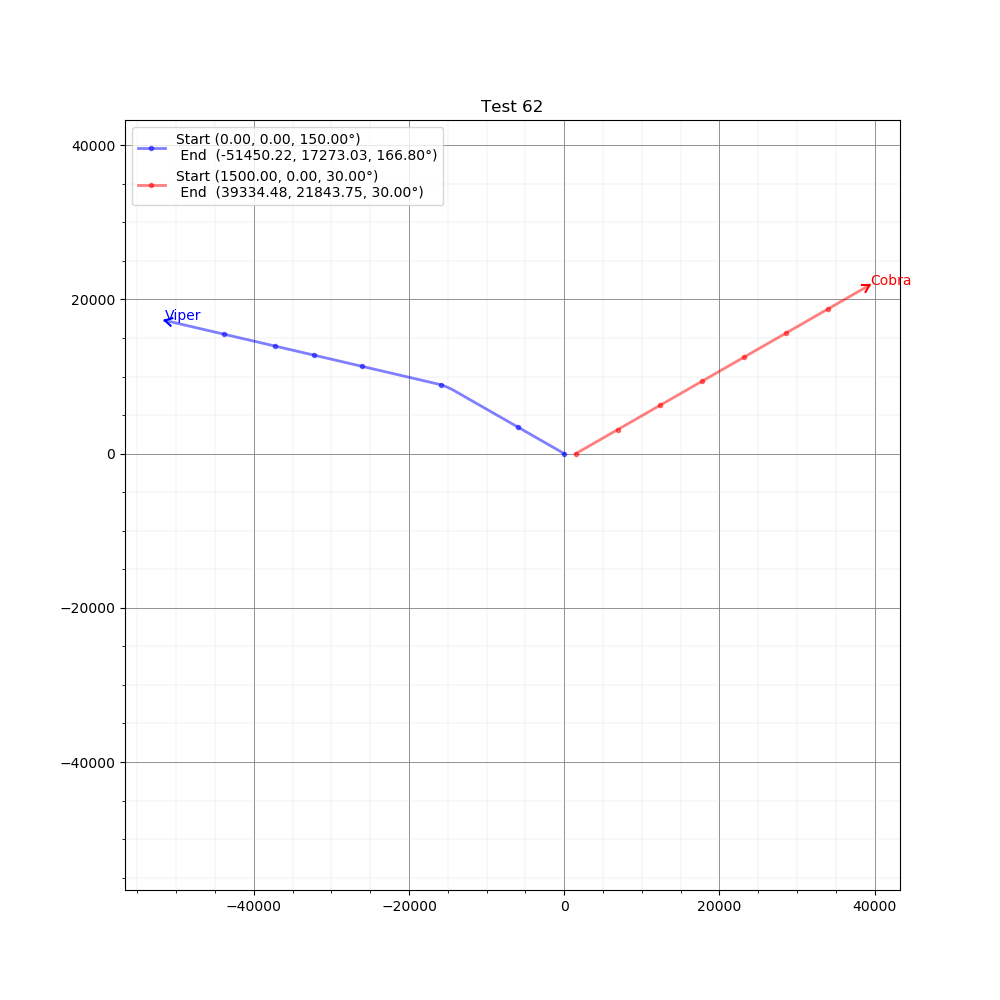 Test 62
Start (0.00, 0.00, 150.00°)
End (-51450.22, 17273.03, 166.80°)
Start (1500.00, 0.00, 30.00°)
End (39334.48, 21843.75, 30.00°)
40000
20000
0
−20000
−40000
Viper
Cobra
−40000
−20000
0
20000
40000